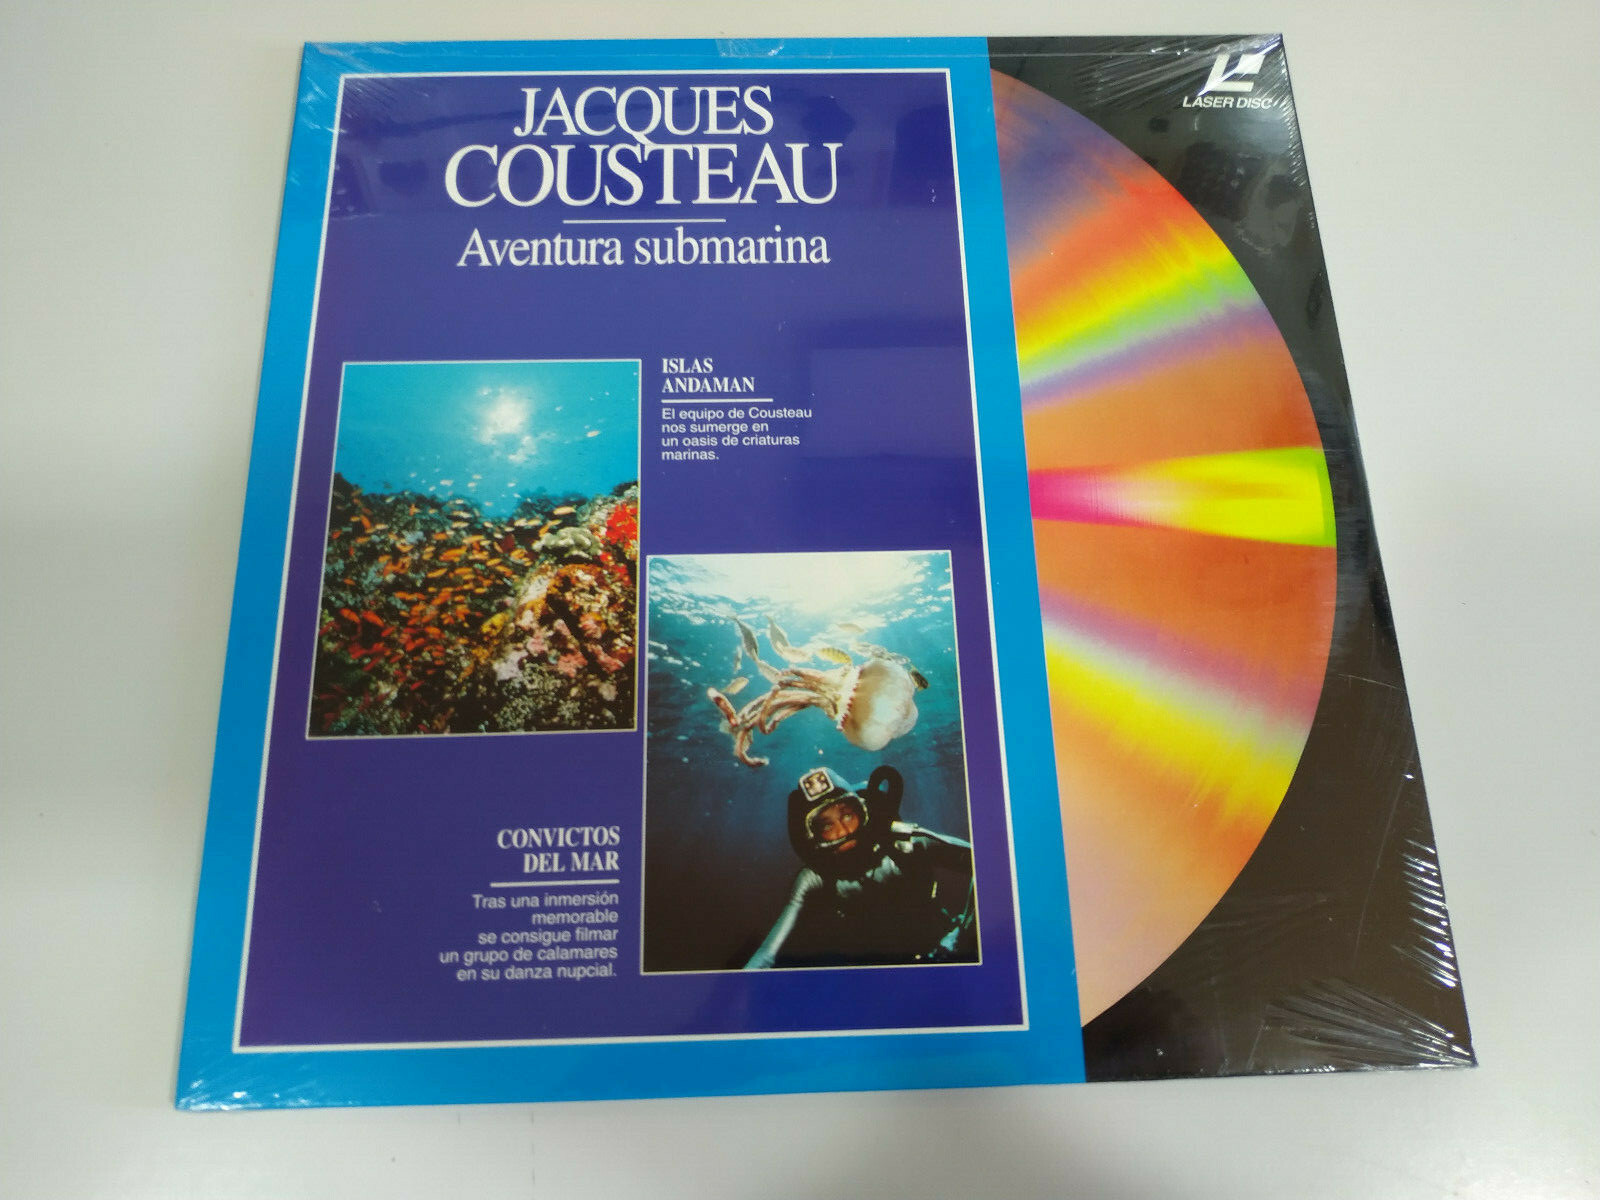 JACQUES
COUSTEAU
Aventura submarina
LASER DISC
ISLAS
ANDAMAN
El equipo de Cousteau
nos sumerge en
un oasis de criaturas
marinas.
CONVICTOS
DEL MAR
Tras una inmersión
memorable
se consigue filmar
un grupo de calamares
en su danza nupcial.